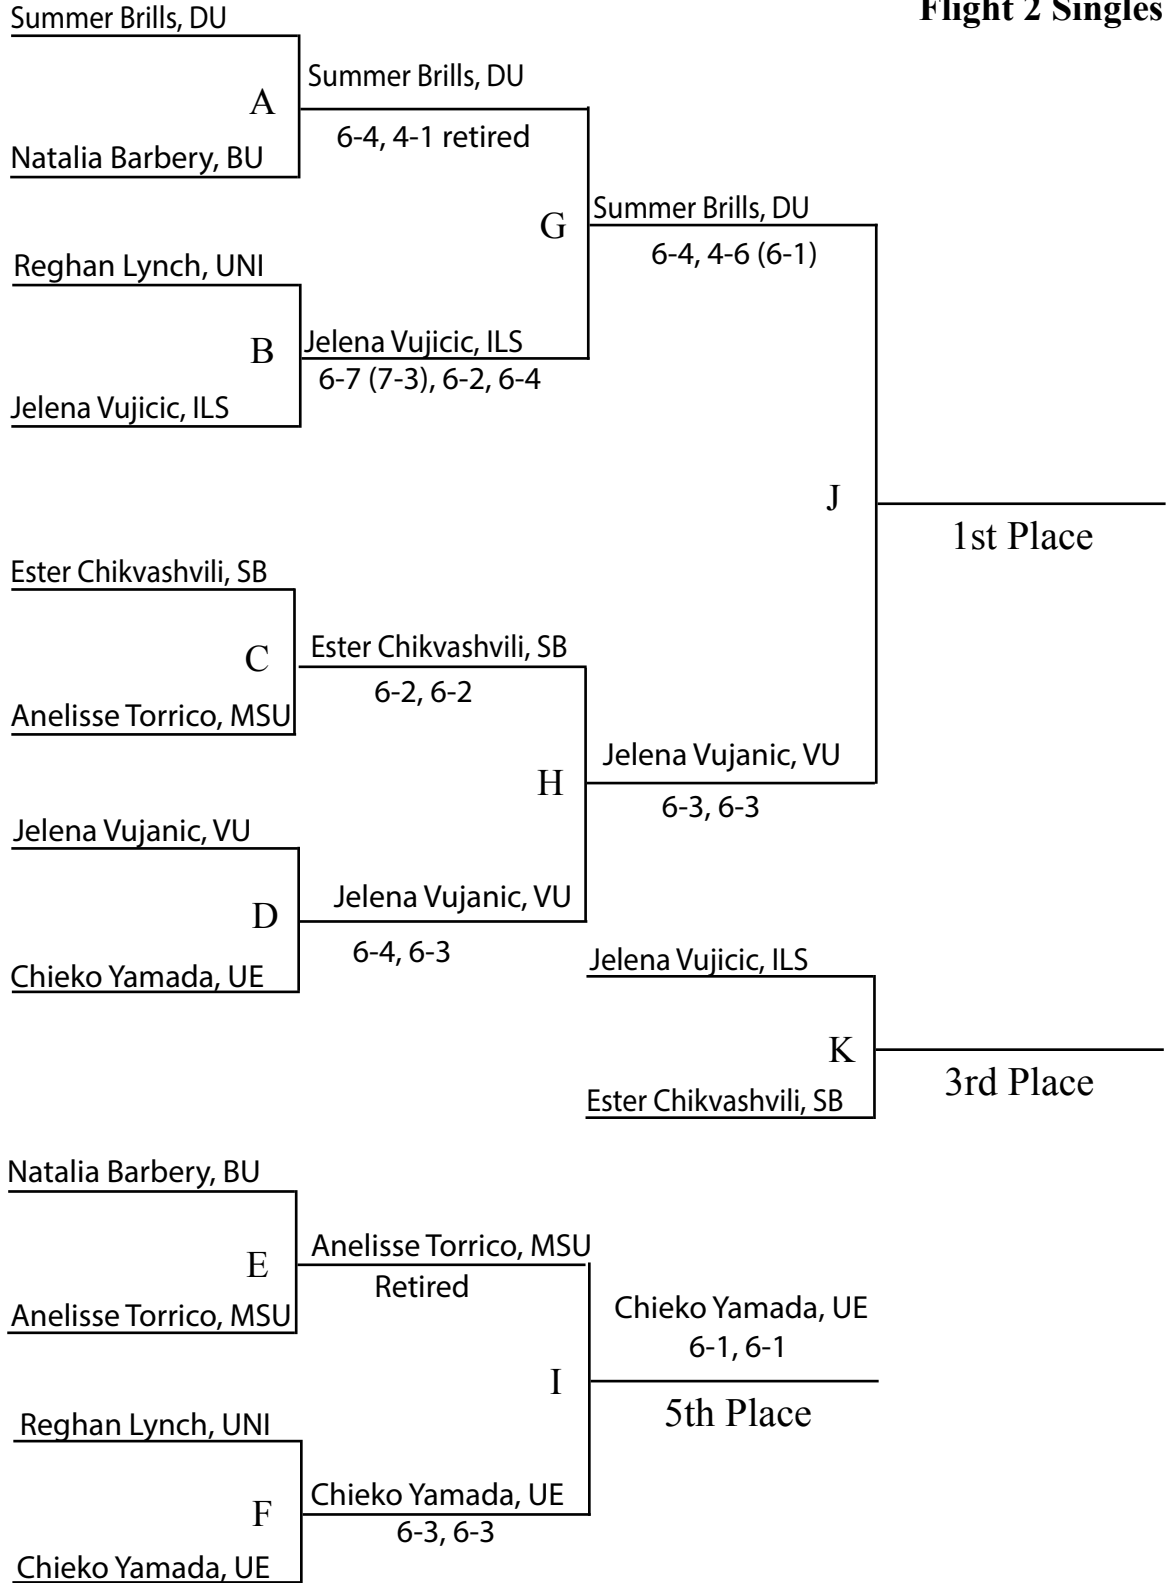 Flight 2 Singles
Summer Brills, DU
A
Natalia Barbery, BU
Summer Brills, DU
6-4, 4-1 retired
Reghan Lynch, UNI
B
Jelena Vujicic, ILS
Jelena Vujicic, ILS
6-7 (7-3), 6-2, 6-4
G
Summer Brills, DU
6-4, 4-6 (6-1)
Ester Chikvashvili, SB
C
Anelisse Torrico, MSU
Ester Chikvashvili, SB
6-2, 6-2
Jelena Vujanic, VU
D
Chieko Yamada, UE
Jelena Vujanic, VU
6-4, 6-3
H
Jelena Vujanic, VU
6-3, 6-3
J
1st Place
Jelena Vujicic, ILS
K
Ester Chikvashvili, SB
3rd Place
Natalia Barbery, BU
E
Anelisse Torrico, MSU
Anelisse Torrico, MSU
Retired
Reghan Lynch, UNI
F
Chieko Yamada, UE
Chieko Yamada, UE
6-3, 6-3
I
Chieko Yamada, UE
6-1, 6-1
5th Place